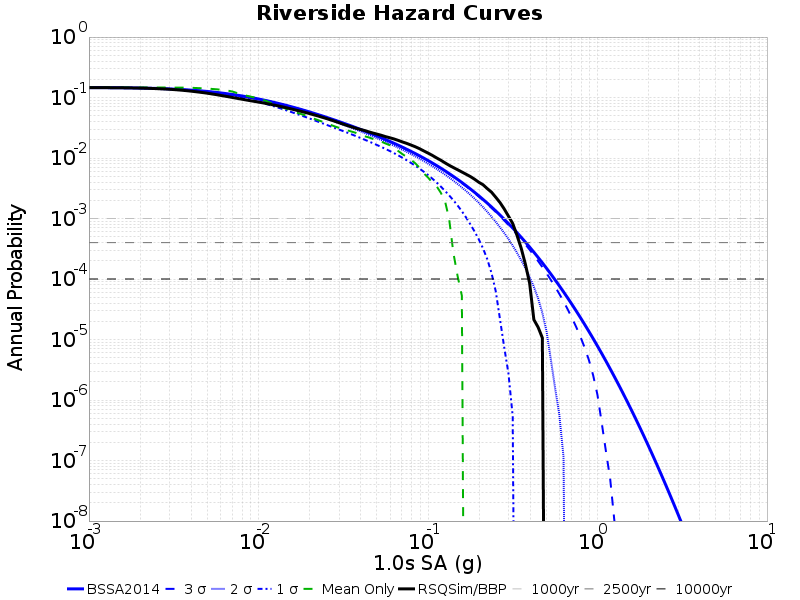 Riverside Hazard Curves
Annual Probability
10^0
10^-1
10^-2
10^-3
10^-4
10^-5
10^-6
10^-7
10^-8
10^-3 10^-2 10^-1 10^0 10^1
1.0s SA (g)
BSSA2014 3 σ 2 σ 1 σ Mean Only RSQSim/BBP 1000yr 2500yr 10000yr